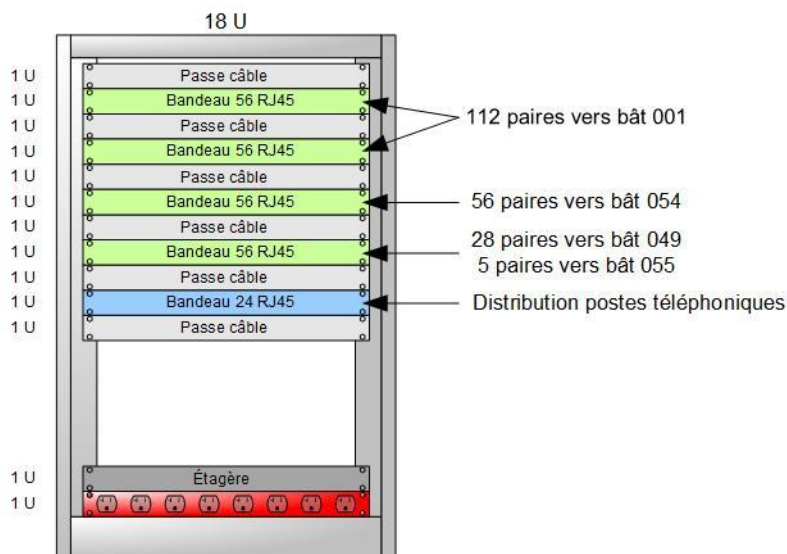 18 U
1 U Passe câble
1 U Bandeau 56 RJ45
112 paires vers bât 001
1 U Passe câble
1 U Bandeau 56 RJ45
1 U Passe câble
1 U Bandeau 56 RJ45 56 paires vers bât 054
1 U Passe câble
28 paires vers bât 049
1 U Bandeau 56 RJ45
5 paires vers bât 055
1 U Passe câble
1 U Bandeau 24 RJ45 Distribution postes téléphoniques
1 U Passe câble
1 U Étagère
1 U